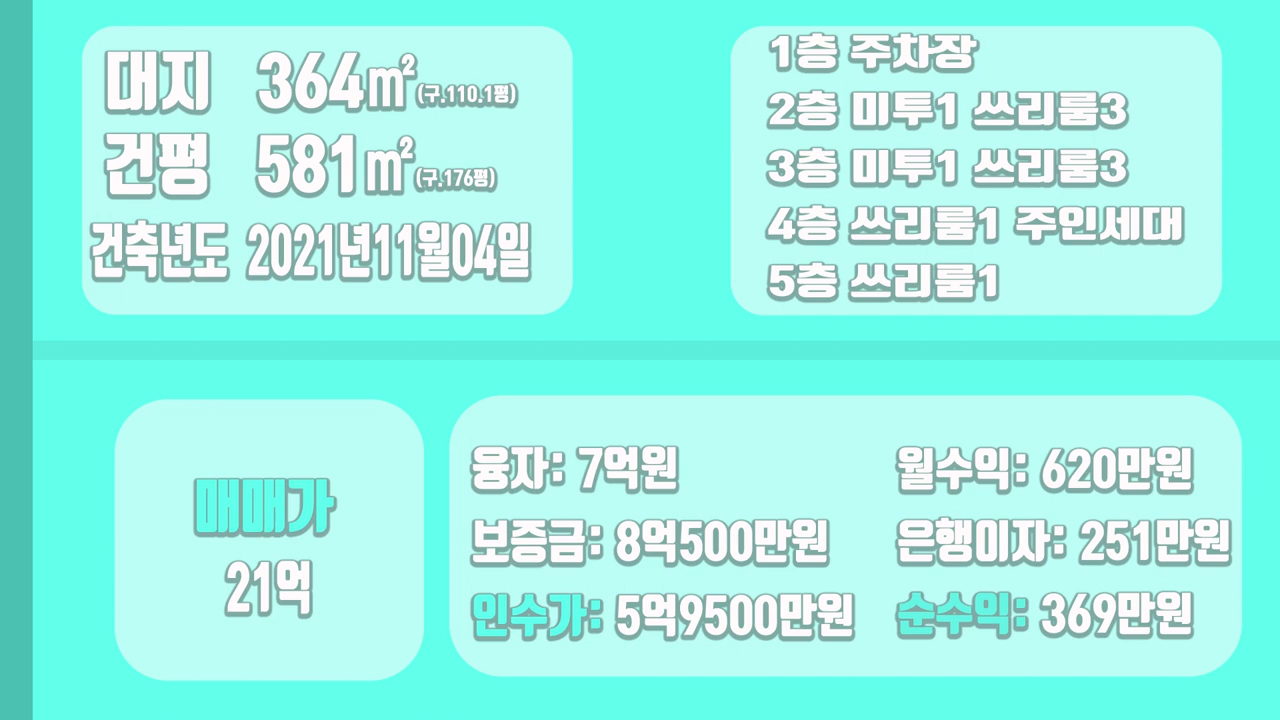 대지 364㎡(구.110.1평)
건평 581㎡(구.176평)
건축년도 2021년11월04일
1층 주차장
2층 미투1 쓰리룸3
3층 미투1 쓰리룸3
4층 쓰리룸1 주인세대
5층 쓰리룸1
매매가
21억
융자: 7억원
보증금: 8억500만원
인수가: 5억9500만원
월수익: 620만원
은행이자: 251만원
순수익: 369만원